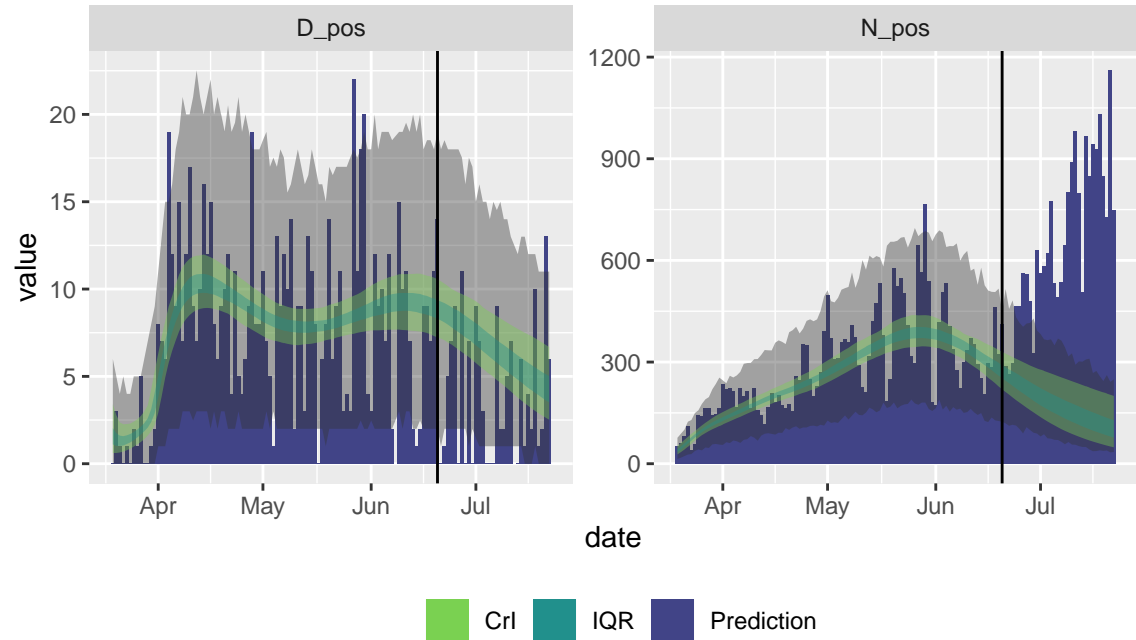 D_pos
N_pos
value
20
15
10
5
0
1200
900
600
300
0
Apr
May
Jun
Jul
Apr
May
Jun
Jul
date
CrI
IQR
Prediction